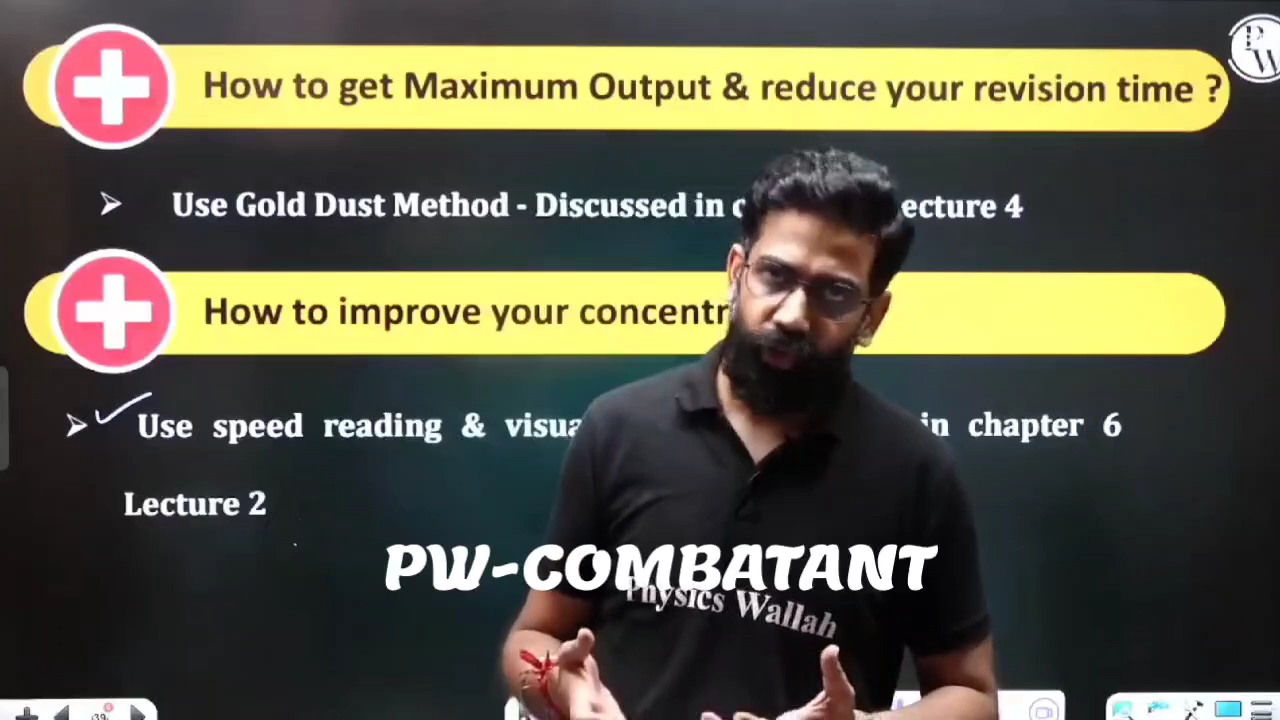 How to get Maximum Output & reduce your revision time ?
P
W
Use Gold Dust Method - Discussed in ecture 4
How to improve your concentr
Use speed reading & visua in chapter 6
Lecture 2
PW-COMBATANT
Physics Wallah
39